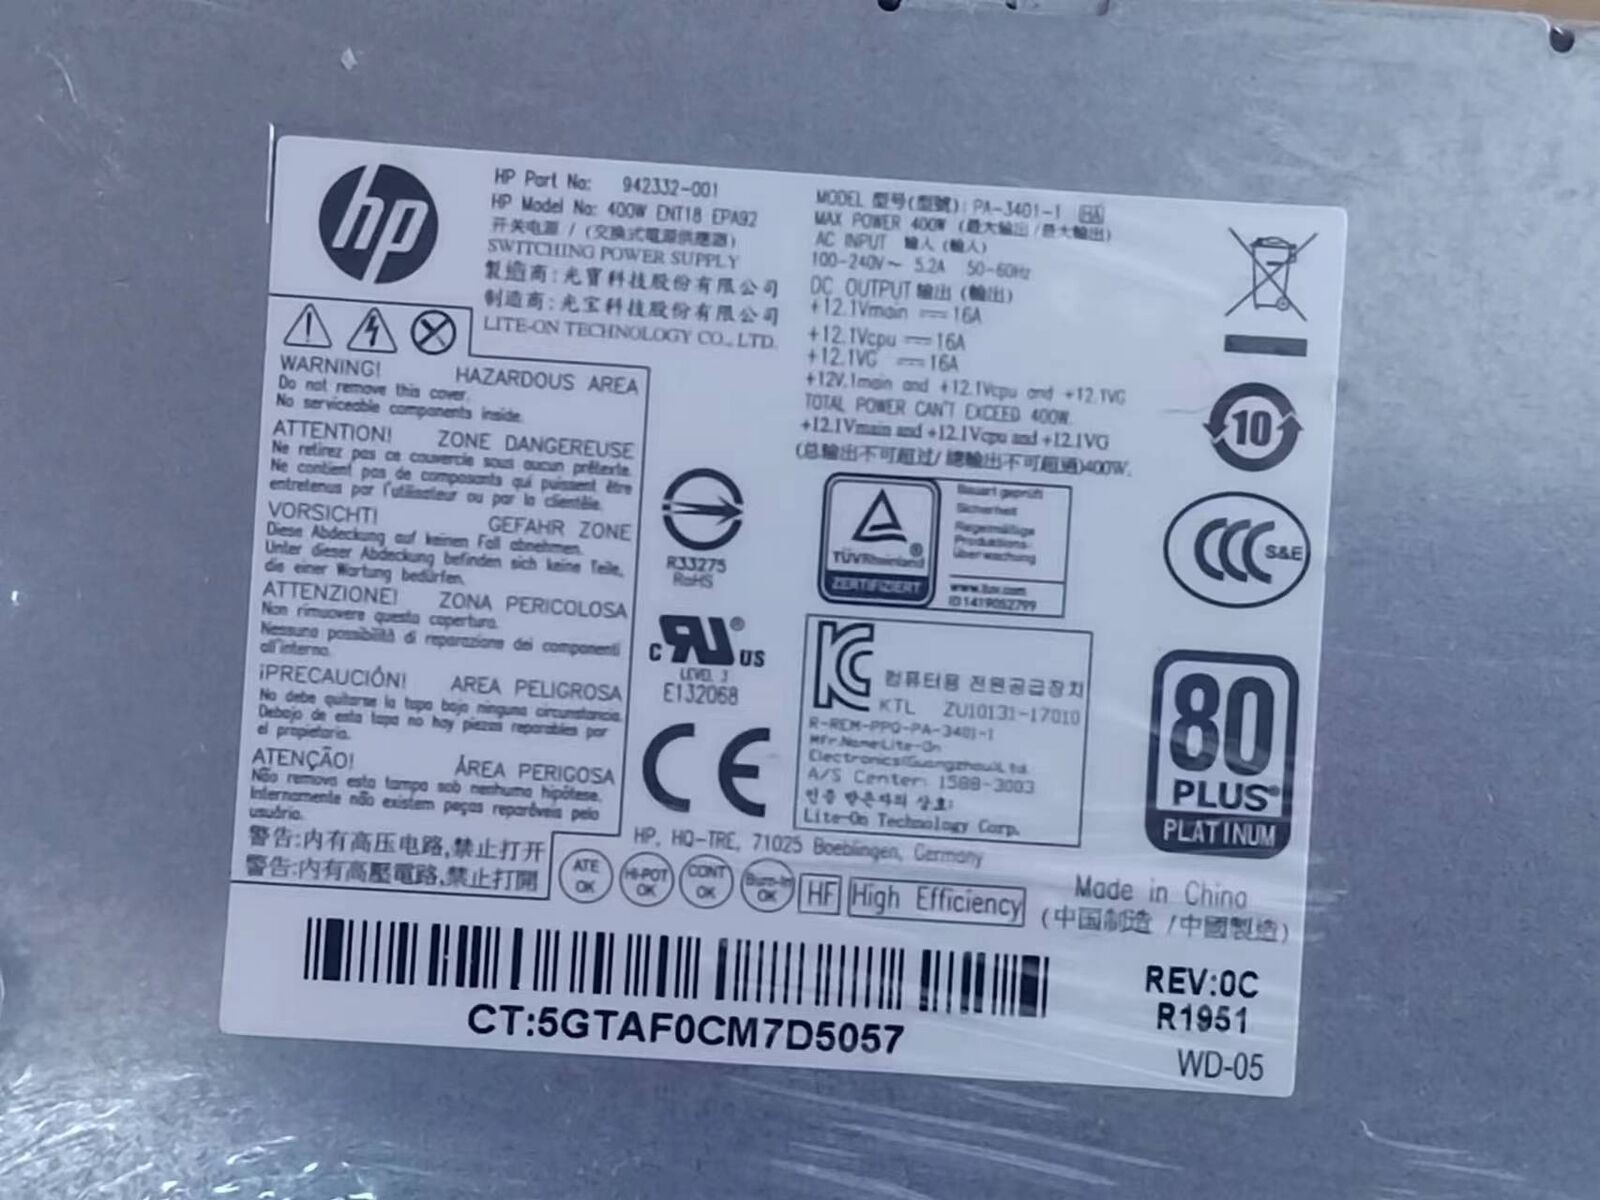 hp
HP Part No: 942332-001
HP Model No: 400W ENT18 EPA92
开关电源 / (交換式電源供應器)
SWITCHING POWER SUPPLY
製造商:光寶科技股份有限公司
制造商:光宝科技股份有限公司
LITE-ON TECHNOLOGY CO., LTD.
MODEL 型号(型號): PA-3401-1 HA
MAX POWER 400W (最大输出/最大輸出)
AC INPUT 输入 (輸入)
100-240V~ 5.2A 50-60Hz
DC OUTPUT 输出 (輸出)
+12.1Vmain 16A
+12.1Vcpu 16A
+12.1VG 16A
+12V.1main and +12.1Vcpu and +12.1VG
TOTAL POWER CAN'T EXCEED 400W.
+12.1Vmain and +12.1Vcpu and +12.1VG
(总输出不可超过/ 總輸出不可超過)400W.
WARNING! HAZARDOUS AREA
Do not remove this cover.
No serviceable components inside.
ATTENTION! ZONE DANGEREUSE
Ne retirez pas ce couvercle sous aucun prétexte.
Ne contient pas de composants qui puissent être
entretenus par l'utilisateur ou par la clientèle.
VORSICHT! GEFAHR ZONE
Diese Abdeckung auf keinen Fall abnehmen.
Unter dieser Abdeckung befinden sich keine Teile,
die einer Wartung bedürfen.
ATTENZIONE! ZONA PERICOLOSA
Non rimuovere questa copertura.
Nessuna possibilità di reparazione dei componenti
all'interno.
¡PRECAUCIÓN! AREA PELIGROSA
No debe quitarse la tapa bajo ninguna circunstancia.
Debajo de esta tapa no hay piezas reparables por
el propietario.
ATENÇÃO! ÁREA PERIGOSA
Não remova esta tampa sob nenhuma hipótese.
Internamente não existem peças reparáveis pelo
usuário.
警告:内有高压电路,禁止打开
警告:內有高壓電路,禁止打開
R33275
RoHS
c RU US
LEVEL 3
E132068
CE
TÜVRheinland
ZERTIFIZIERT
Bauart geprüft
Sicherheit
Regelmäßige
Produktions-
überwachung
www.tuv.com
ID 1419052799
KC 컴퓨터용 전원공급장치
KTL ZU10131-17010
R-REM-PPQ-PA-3401-1
Mfr.Name:Lite-On
Electronics(Guangzhou)Ltd.
A/S Center: 1588-3003
인증 받은자의 상호:
Lite-On Technology Corp.
10
CCC S&E
80
PLUS
PLATINUM
HP, HQ-TRE, 71025 Boeblingen, Germany
ATE OK
HI-POT OK
CONT OK
Burn-In OK
HF
High Efficiency
Made in China
(中国制造 /中國製造)
CT:5GTAF0CM7D5057
REV:0C
R1951
WD-05